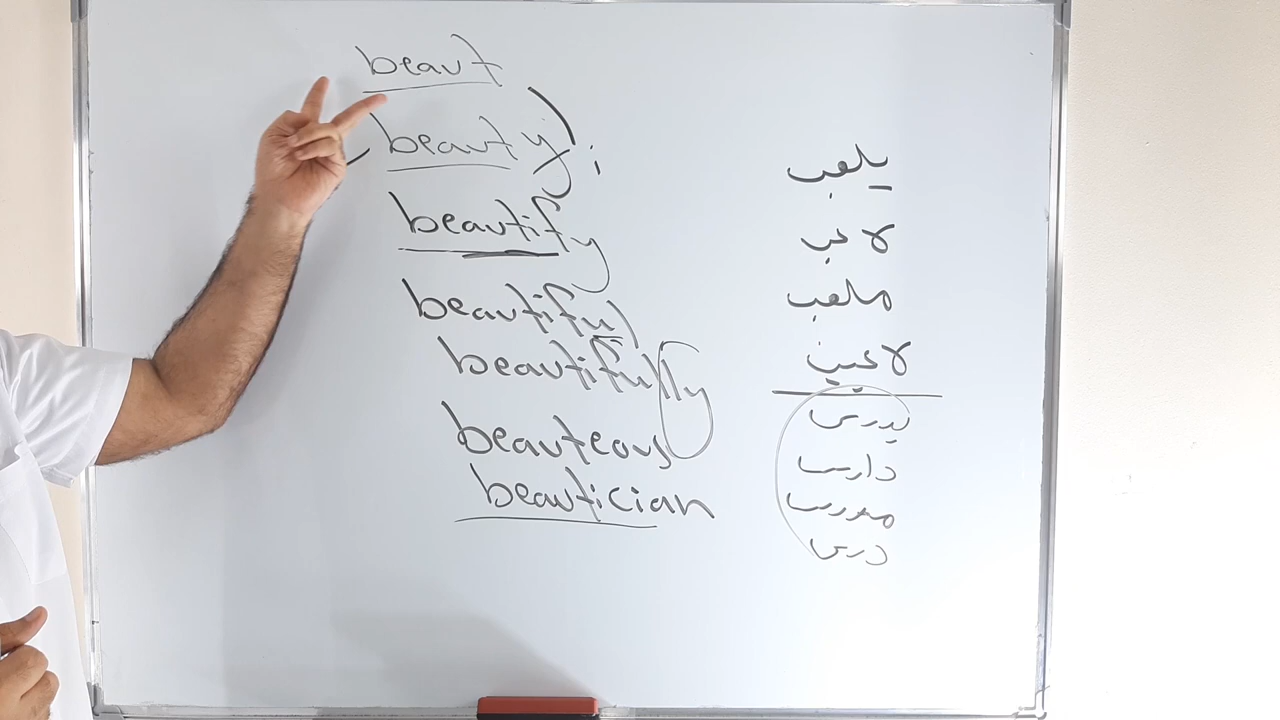 beaut
beauty
beautify
beautiful
beautifully
beauteous
beautician
يلعب
لاعب
ملعب
لاعبين
يدرس
دارس
مدرس
درس